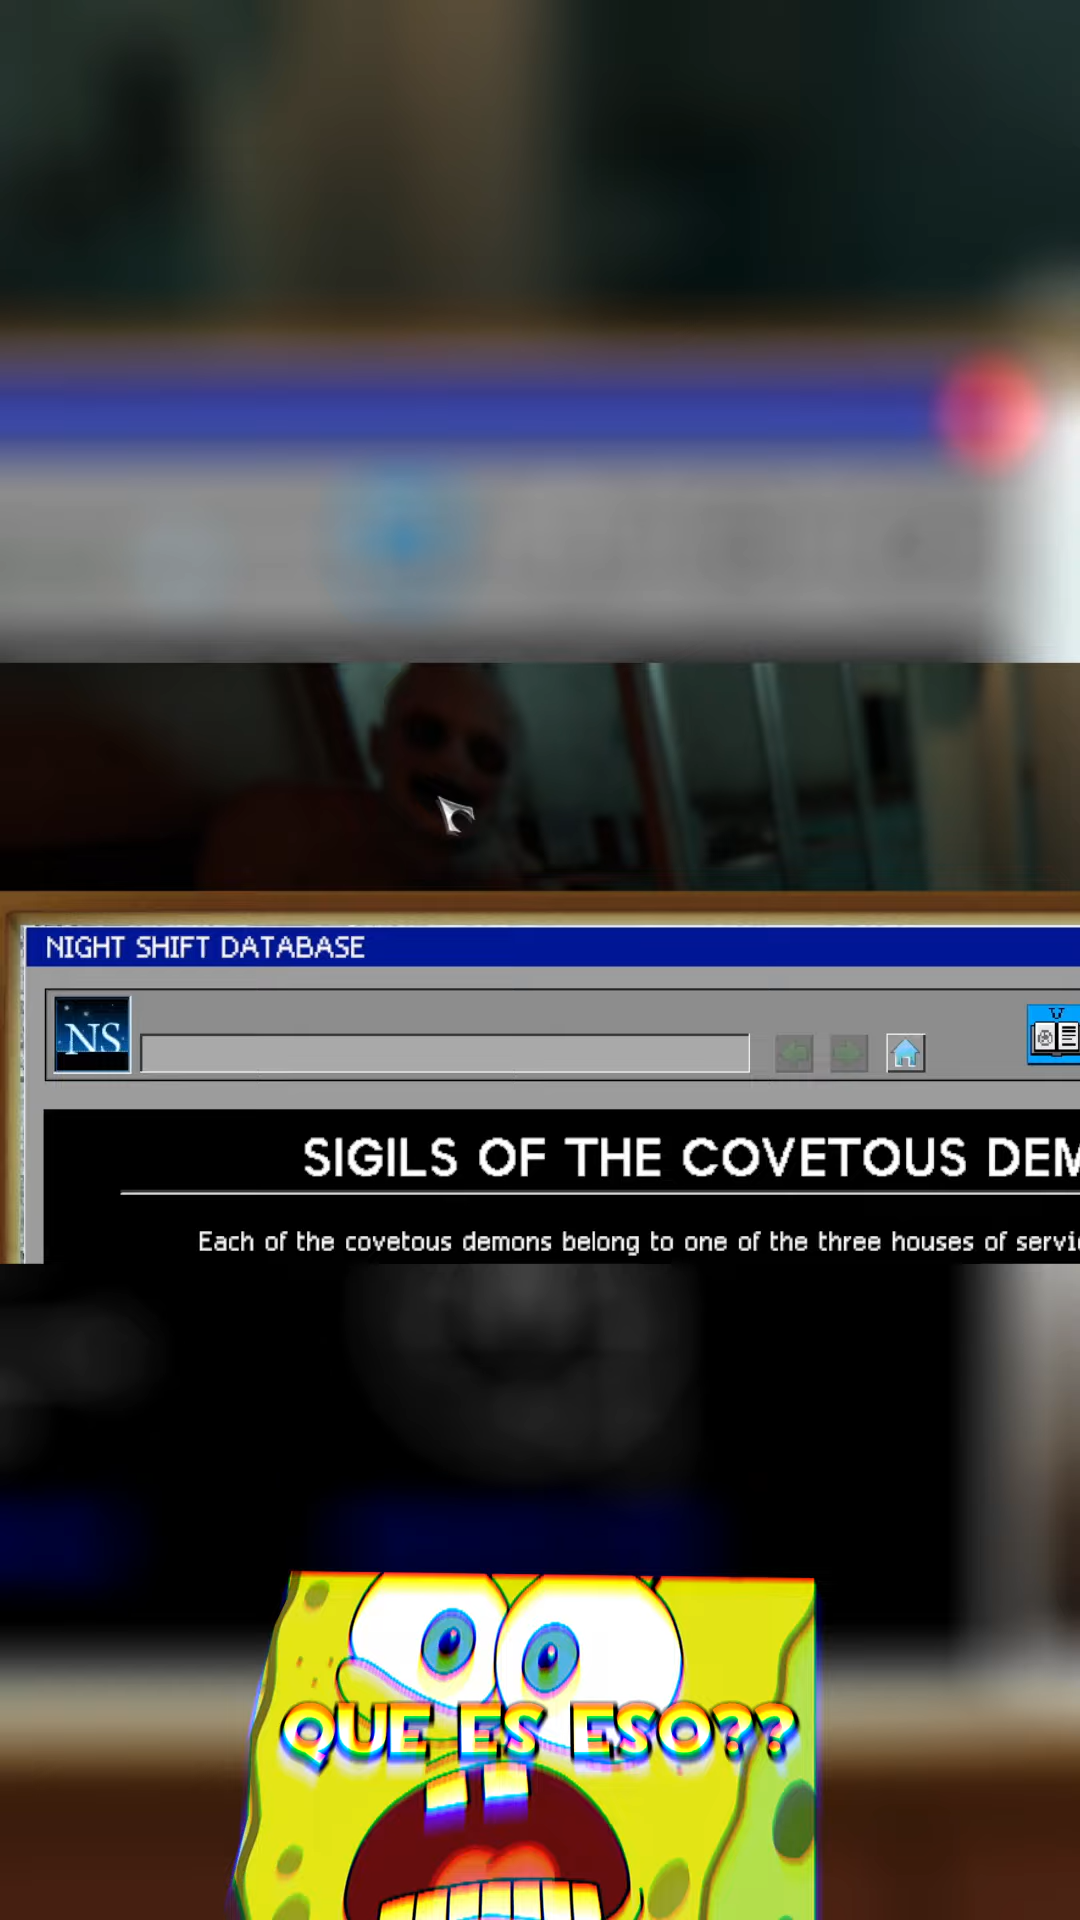 NIGHT SHIFT DATABASE
NS
SIGILS OF THE COVETOUS DEM
Each of the covetous demons belong to one of the three houses of servi
QUE ES ESO??